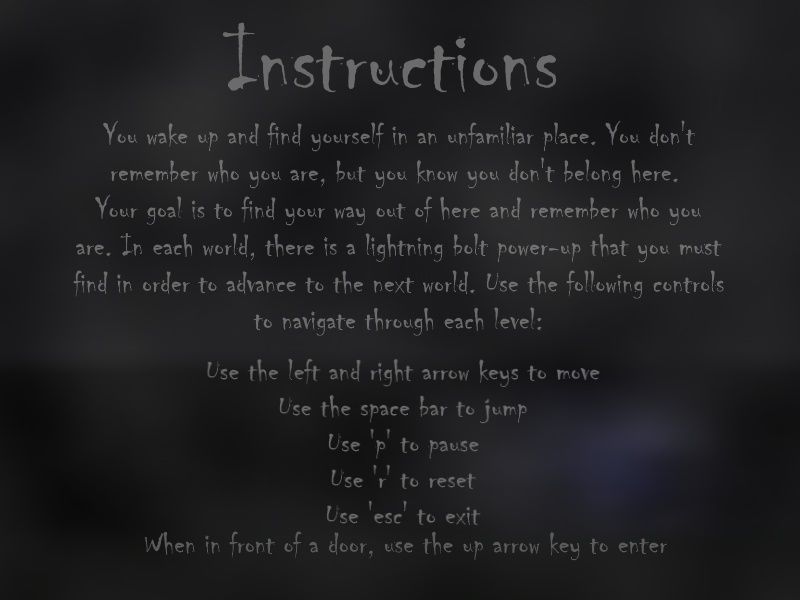 Instructions
You wake up and find yourself in an unfamiliar place. You don't
remember who you are, but you know you don't belong here.
Your goal is to find your way out of here and remember who you
are. In each world, there is a lightning bolt power-up that you must
find in order to advance to the next world. Use the following controls
to navigate through each level:
Use the left and right arrow keys to move
Use the space bar to jump
Use 'p' to pause
Use 'r' to reset
Use 'esc' to exit
When in front of a door, use the up arrow key to enter